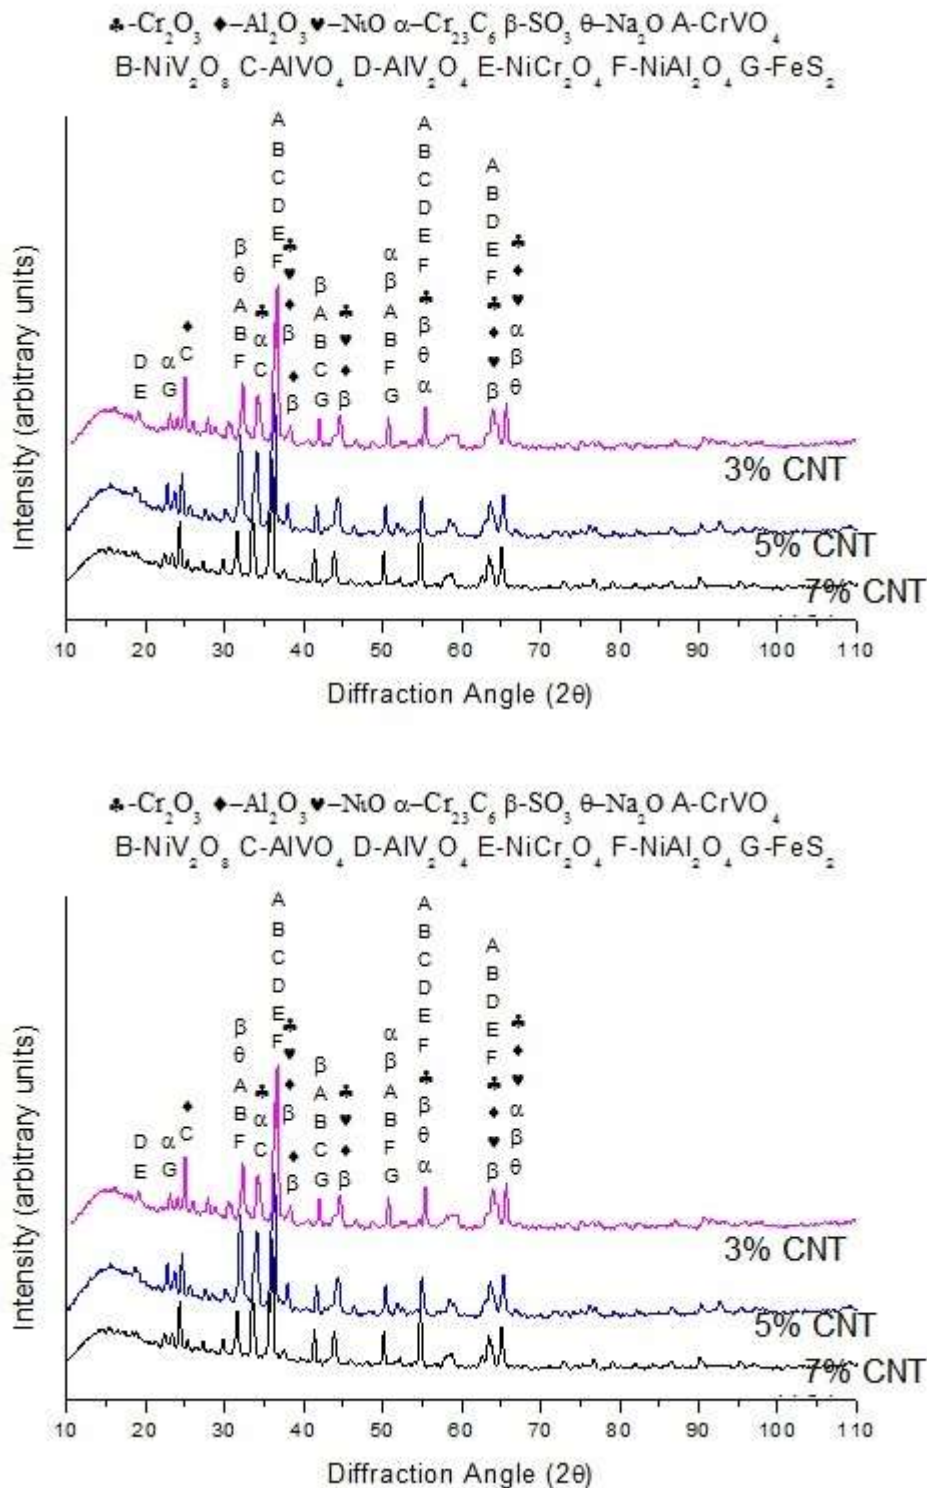 ♣-Cr₂O₃ ♦–Al₂O₃ ♥–NiO α–Cr₂₃C₆ β-SO₃ θ–Na₂O A-CrVO₄
B-NiV₂O₈ C-AlVO₄ D-AlV₂O₄ E-NiCr₂O₄ F-NiAl₂O₄ G-FeS₂
Intensity (arbitrary units)
D
E
α
G
♦
C
β
θ
A
B
F
♣
α
C
A
B
C
D
E
F
♣
♥
♦
β
♦
β
β
A
B
C
G
♣
♥
♦
β
α
β
A
B
F
G
A
B
C
D
E
F
♣
β
θ
α
A
B
D
E
F
♣
♦
♥
β
♣
♦
♥
α
β
θ
3% CNT
5% CNT
7% CNT
10 20 30 40 50 60 70 80 90 100 110
Diffraction Angle (2θ)
♣-Cr₂O₃ ♦–Al₂O₃ ♥–NiO α–Cr₂₃C₆ β-SO₃ θ–Na₂O A-CrVO₄
B-NiV₂O₈ C-AlVO₄ D-AlV₂O₄ E-NiCr₂O₄ F-NiAl₂O₄ G-FeS₂
Intensity (arbitrary units)
D
E
α
G
♦
C
β
θ
A
B
F
♣
α
C
A
B
C
D
E
F
♣
♥
♦
β
♦
β
β
A
B
C
G
♣
♥
♦
β
α
β
A
B
F
G
A
B
C
D
E
F
♣
β
θ
α
A
B
D
E
F
♣
♦
♥
β
♣
♦
♥
α
β
θ
3% CNT
5% CNT
7% CNT
10 20 30 40 50 60 70 80 90 100 110
Diffraction Angle (2θ)